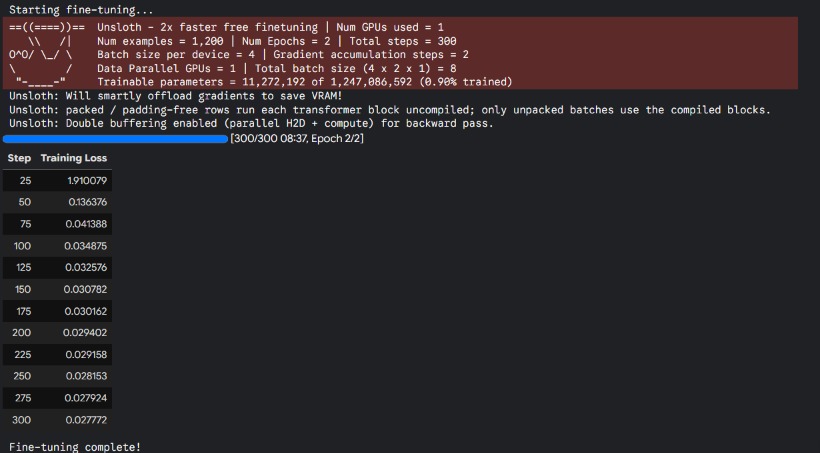 Starting fine-tuning...
==((====))==  Unsloth - 2x faster free finetuning | Num GPUs used = 1
   \\   /|    Num examples = 1,200 | Num Epochs = 2 | Total steps = 300
O^O/ \_/ \    Batch size per device = 4 | Gradient accumulation steps = 2
\        /    Data Parallel GPUs = 1 | Total batch size (4 x 2 x 1) = 8
 "-____-"     Trainable parameters = 11,272,192 of 1,247,086,592 (0.90% trained)
Unsloth: Will smartly offload gradients to save VRAM!
Unsloth: packed / padding-free rows run each transformer block uncompiled; only unpacked batches use the compiled blocks.
Unsloth: Double buffering enabled (parallel H2D + compute) for backward pass.
[300/300 08:37, Epoch 2/2]
Step Training Loss
25 1.910079
50 0.136376
75 0.041388
100 0.034875
125 0.032576
150 0.030782
175 0.030162
200 0.029402
225 0.029158
250 0.028153
275 0.027924
300 0.027772
Fine-tuning complete!